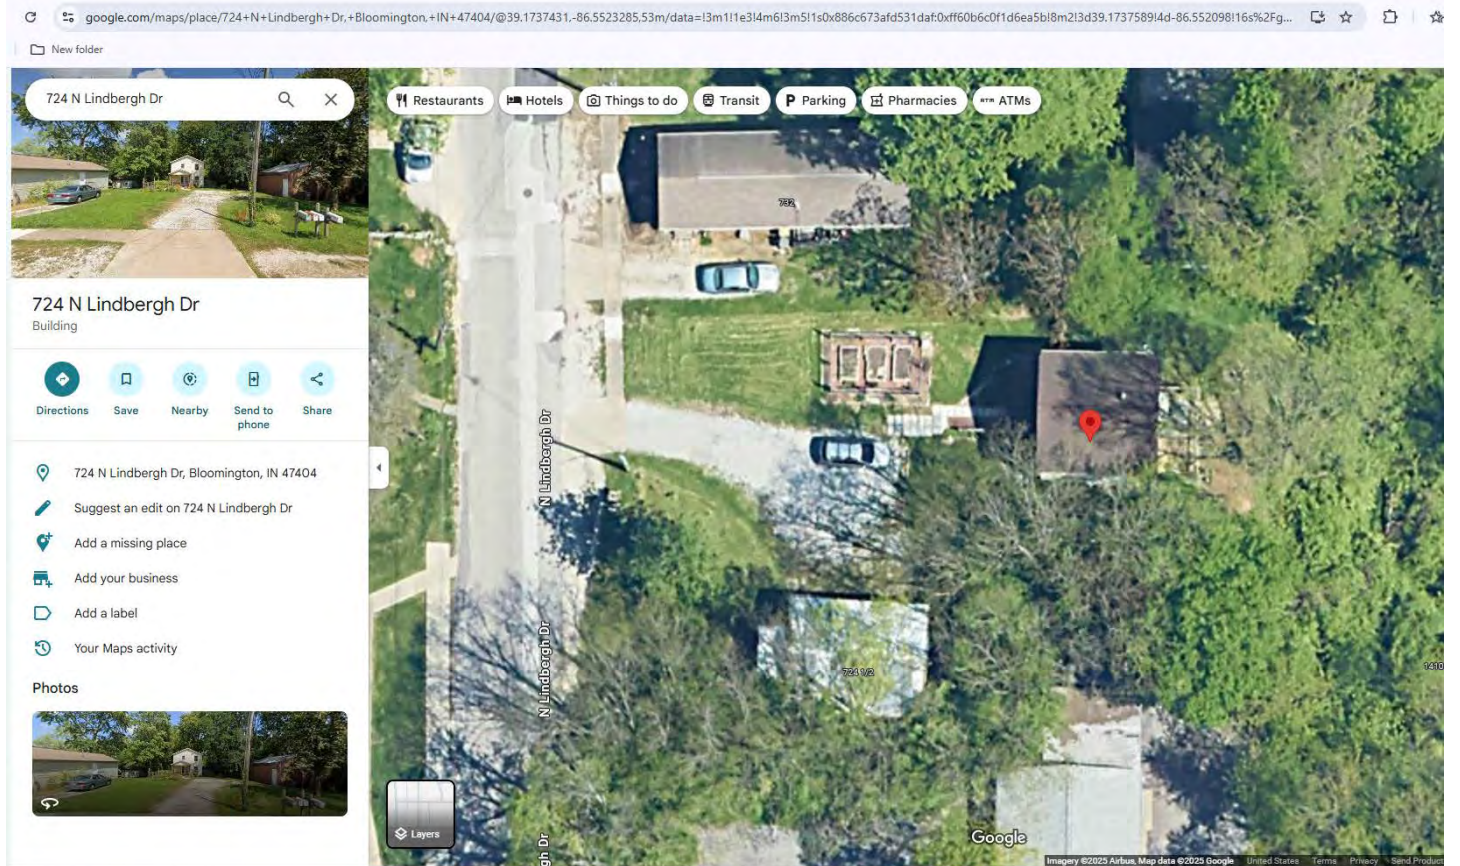 google.com/maps/place/724+N+Lindbergh+Dr,+Bloomington,+IN+47404/@39.1737431,-86.5523285,53m/data=!3m1!1e3!4m6!3m5!1s0x886c673afd531daf:0xff60b6c0f1d6ea5b!8m2!3d39.1737589!4d-86.552098!16s%2Fg...
New folder
724 N Lindbergh Dr
Restaurants
Hotels
Things to do
Transit
P Parking
Pharmacies
ATM ATMs
724 N Lindbergh Dr
Building
Directions
Save
Nearby
Send to
phone
Share
724 N Lindbergh Dr, Bloomington, IN 47404
Suggest an edit on 724 N Lindbergh Dr
Add a missing place
Add your business
Add a label
Your Maps activity
Photos
732
N Lindbergh Dr
N Lindbergh Dr
724 1/2
1410
gh Dr
Layers
Google
Imagery ©2025 Airbus, Map data ©2025 Google United States Terms Privacy Send Product